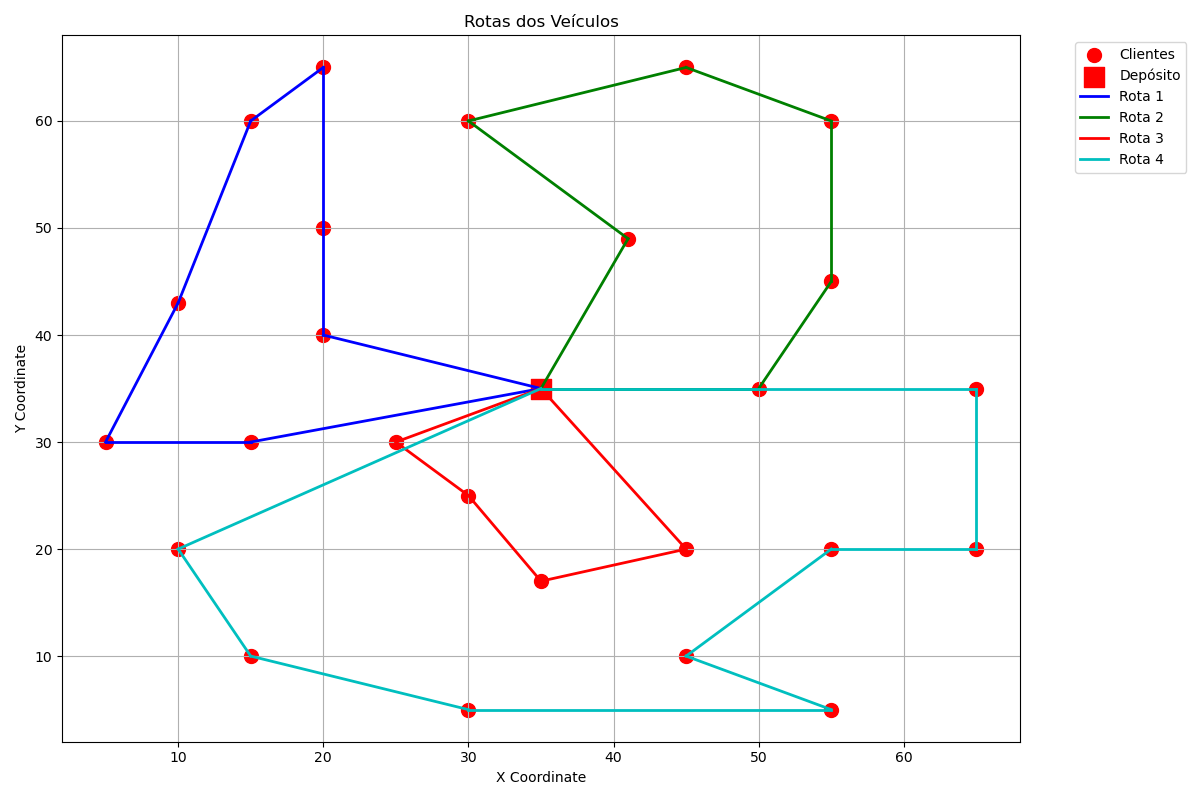 Rotas dos Veículos
Clientes
Depósito
Rota 1
Rota 2
Rota 3
Rota 4
Y Coordinate
60
50
40
30
20
10
10 20 30 40 50 60
X Coordinate